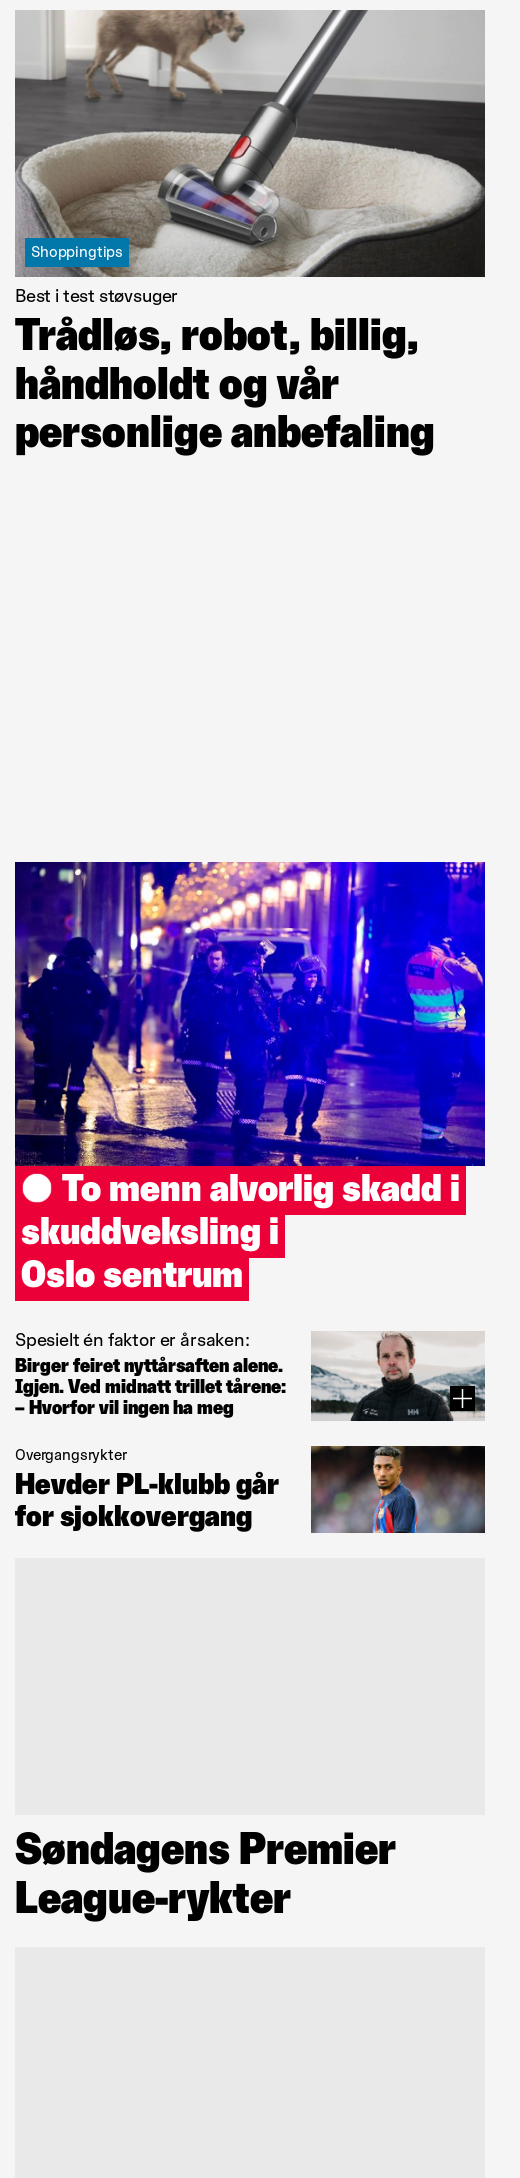 Shoppingtips
Best i test støvsuger
Trådløs, robot, billig,
håndholdt og vår
personlige anbefaling
To menn alvorlig skadd i
skuddveksling i
Oslo sentrum
Spesielt én faktor er årsaken:
Birger feiret nyttårsaften alene.
Igjen. Ved midnatt trillet tårene:
– Hvorfor vil ingen ha meg
Overgangsrykter
Hevder PL-klubb går
for sjokkovergang
Søndagens Premier
League-rykter